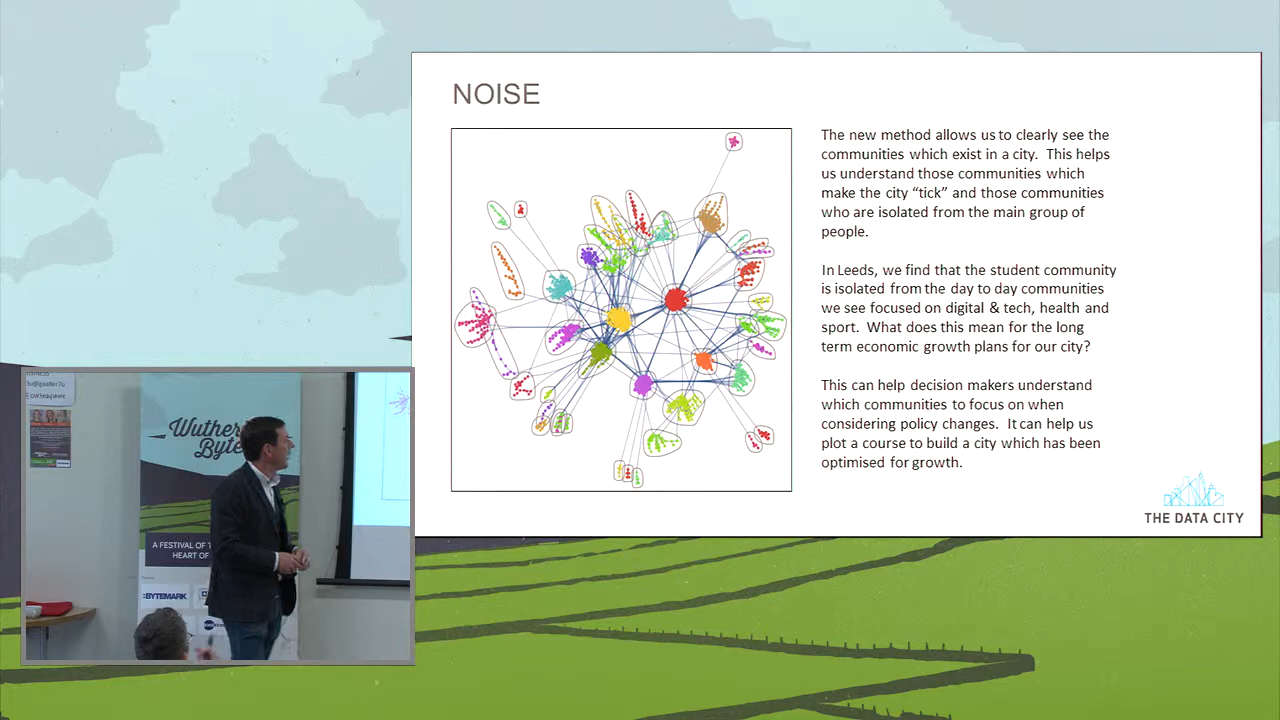 NOISE
The new method allows us to clearly see the
communities which exist in a city. This helps
us understand those communities which
make the city “tick” and those communities
who are isolated from the main group of
people.
In Leeds, we find that the student community
is isolated from the day to day communities
we see focused on digital & tech, health and
sport. What does this mean for the long
term economic growth plans for our city?
This can help decision makers understand
which communities to focus on when
considering policy changes. It can help us
plot a course to build a city which has been
optimised for growth.
THE DATA CITY
Wuther
Byte
A FESTIVAL OF
HEART OF
:BYTEMARK